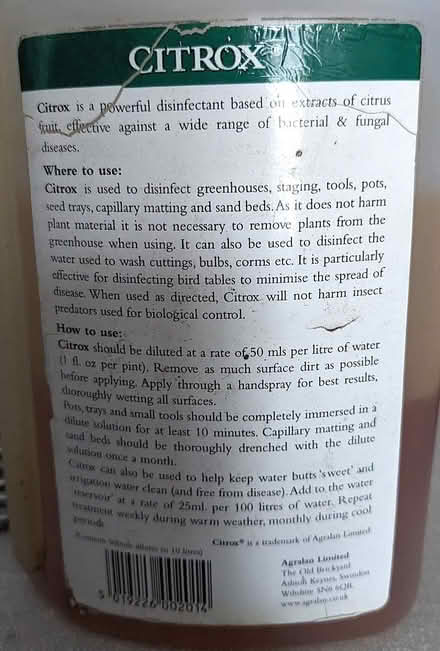 CITROX®
Citrox is a powerful disinfectant based on extracts of citrus
fruit, effective against a wide range of bacterial & fungal
diseases.
Where to use:
Citrox is used to disinfect greenhouses, staging, tools, pots,
seed trays, capillary matting and sand beds. As it does not harm
plant material it is not necessary to remove plants from the
greenhouse when using. It can also be used to disinfect the
water used to wash cuttings, bulbs, corms etc. It is particularly
effective for disinfecting bird tables to minimise the spread of
disease. When used as directed, Citrox will not harm insect
predators used for biological control.
How to use:
Citrox should be diluted at a rate of 50 mls per litre of water
(1 fl. oz per pint). Remove as much surface dirt as possible
before applying. Apply through a handspray for best results,
thoroughly wetting all surfaces.
Pots, trays and small tools should be completely immersed in a
dilute solution for at least 10 minutes. Capillary matting and
sand beds should be thoroughly drenched with the dilute
solution once a month.
Citrox can also be used to help keep water butts 'sweet' and
irrigation water clean (and free from disease). Add to the water
reservoir at a rate of 25ml. per 100 litres of water. Repeat
treatment weekly during warm weather, monthly during cool
periods
Citrox® is a trademark of Agralan Limited
Agralan Limited
The Old Brickyard
Ashton Keynes, Swindon
Wiltshire SN6 6QR
www.agralan.co.uk
5 019226 002014